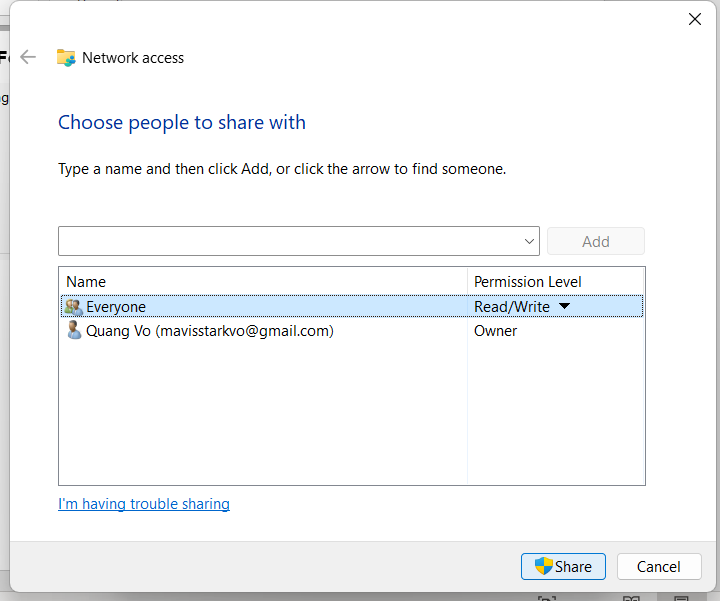 Network access
Choose people to share with
Type a name and then click Add, or click the arrow to find someone.
Add
Name Permission Level
Everyone Read/Write
Quang Vo (mavisstarkvo@gmail.com) Owner
I'm having trouble sharing
Share Cancel